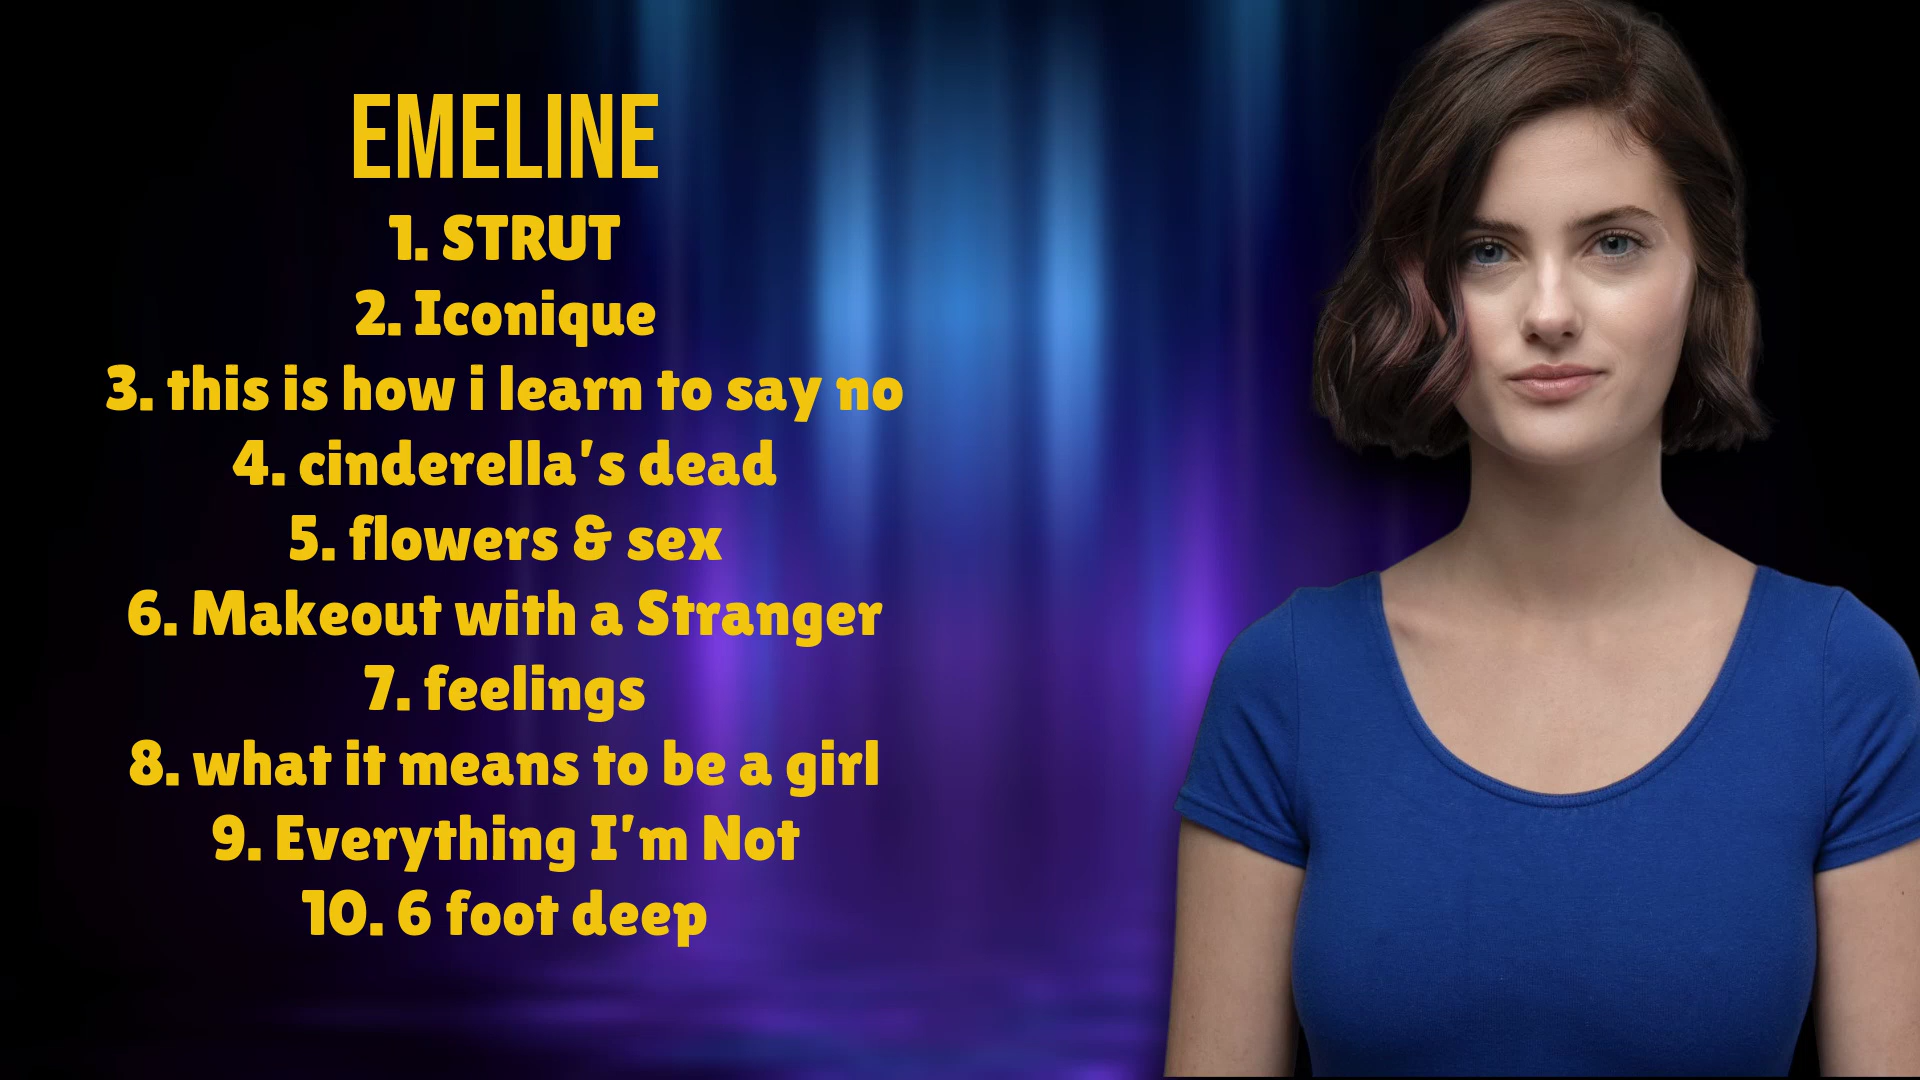 EMELINE
1. STRUT
2. Iconique
3. this is how i learn to say no
4. cinderella's dead
5. flowers & sex
6. Makeout with a Stranger
7. feelings
8. what it means to be a girl
9. Everything I'm Not
10. 6 foot deep